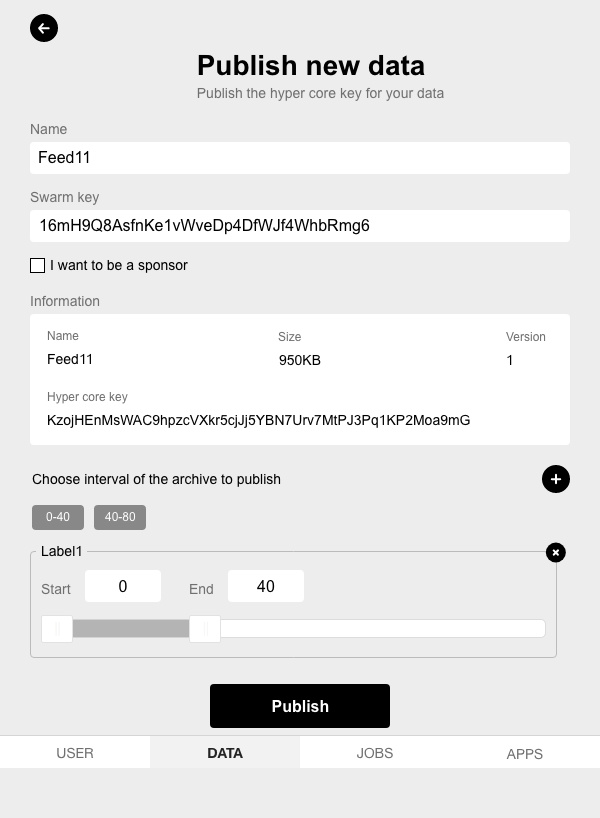 Publish new data
Publish the hyper core key for your data
Name
Feed11
Swarm key
16mH9Q8AsfnKe1vWveDp4DfWJf4WhbRmg6
I want to be a sponsor
Information
Name Size Version
Feed11 950KB 1
Hyper core key
KzojHEnMsWAC9hpzcVXkr5cjJj5YBN7Urv7MtPJ3Pq1KP2Moa9mG
Choose interval of the archive to publish
0-40 40-80
Label1
Start 0 End 40
Publish
USER DATA JOBS APPS